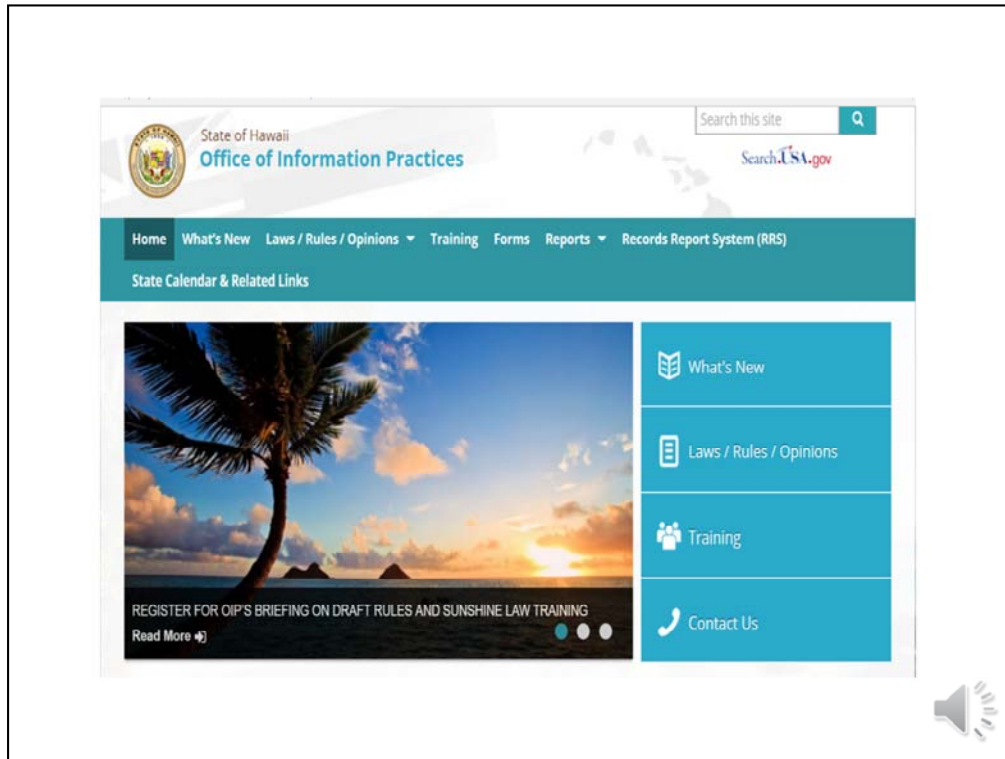 State of Hawaii
Office of Information Practices
Search this site
Search.USA.gov
Home What's New Laws / Rules / Opinions Training Forms Reports Records Report System (RRS)
State Calendar & Related Links
REGISTER FOR OIP'S BRIEFING ON DRAFT RULES AND SUNSHINE LAW TRAINING
Read More
What's New
Laws / Rules / Opinions
Training
Contact Us